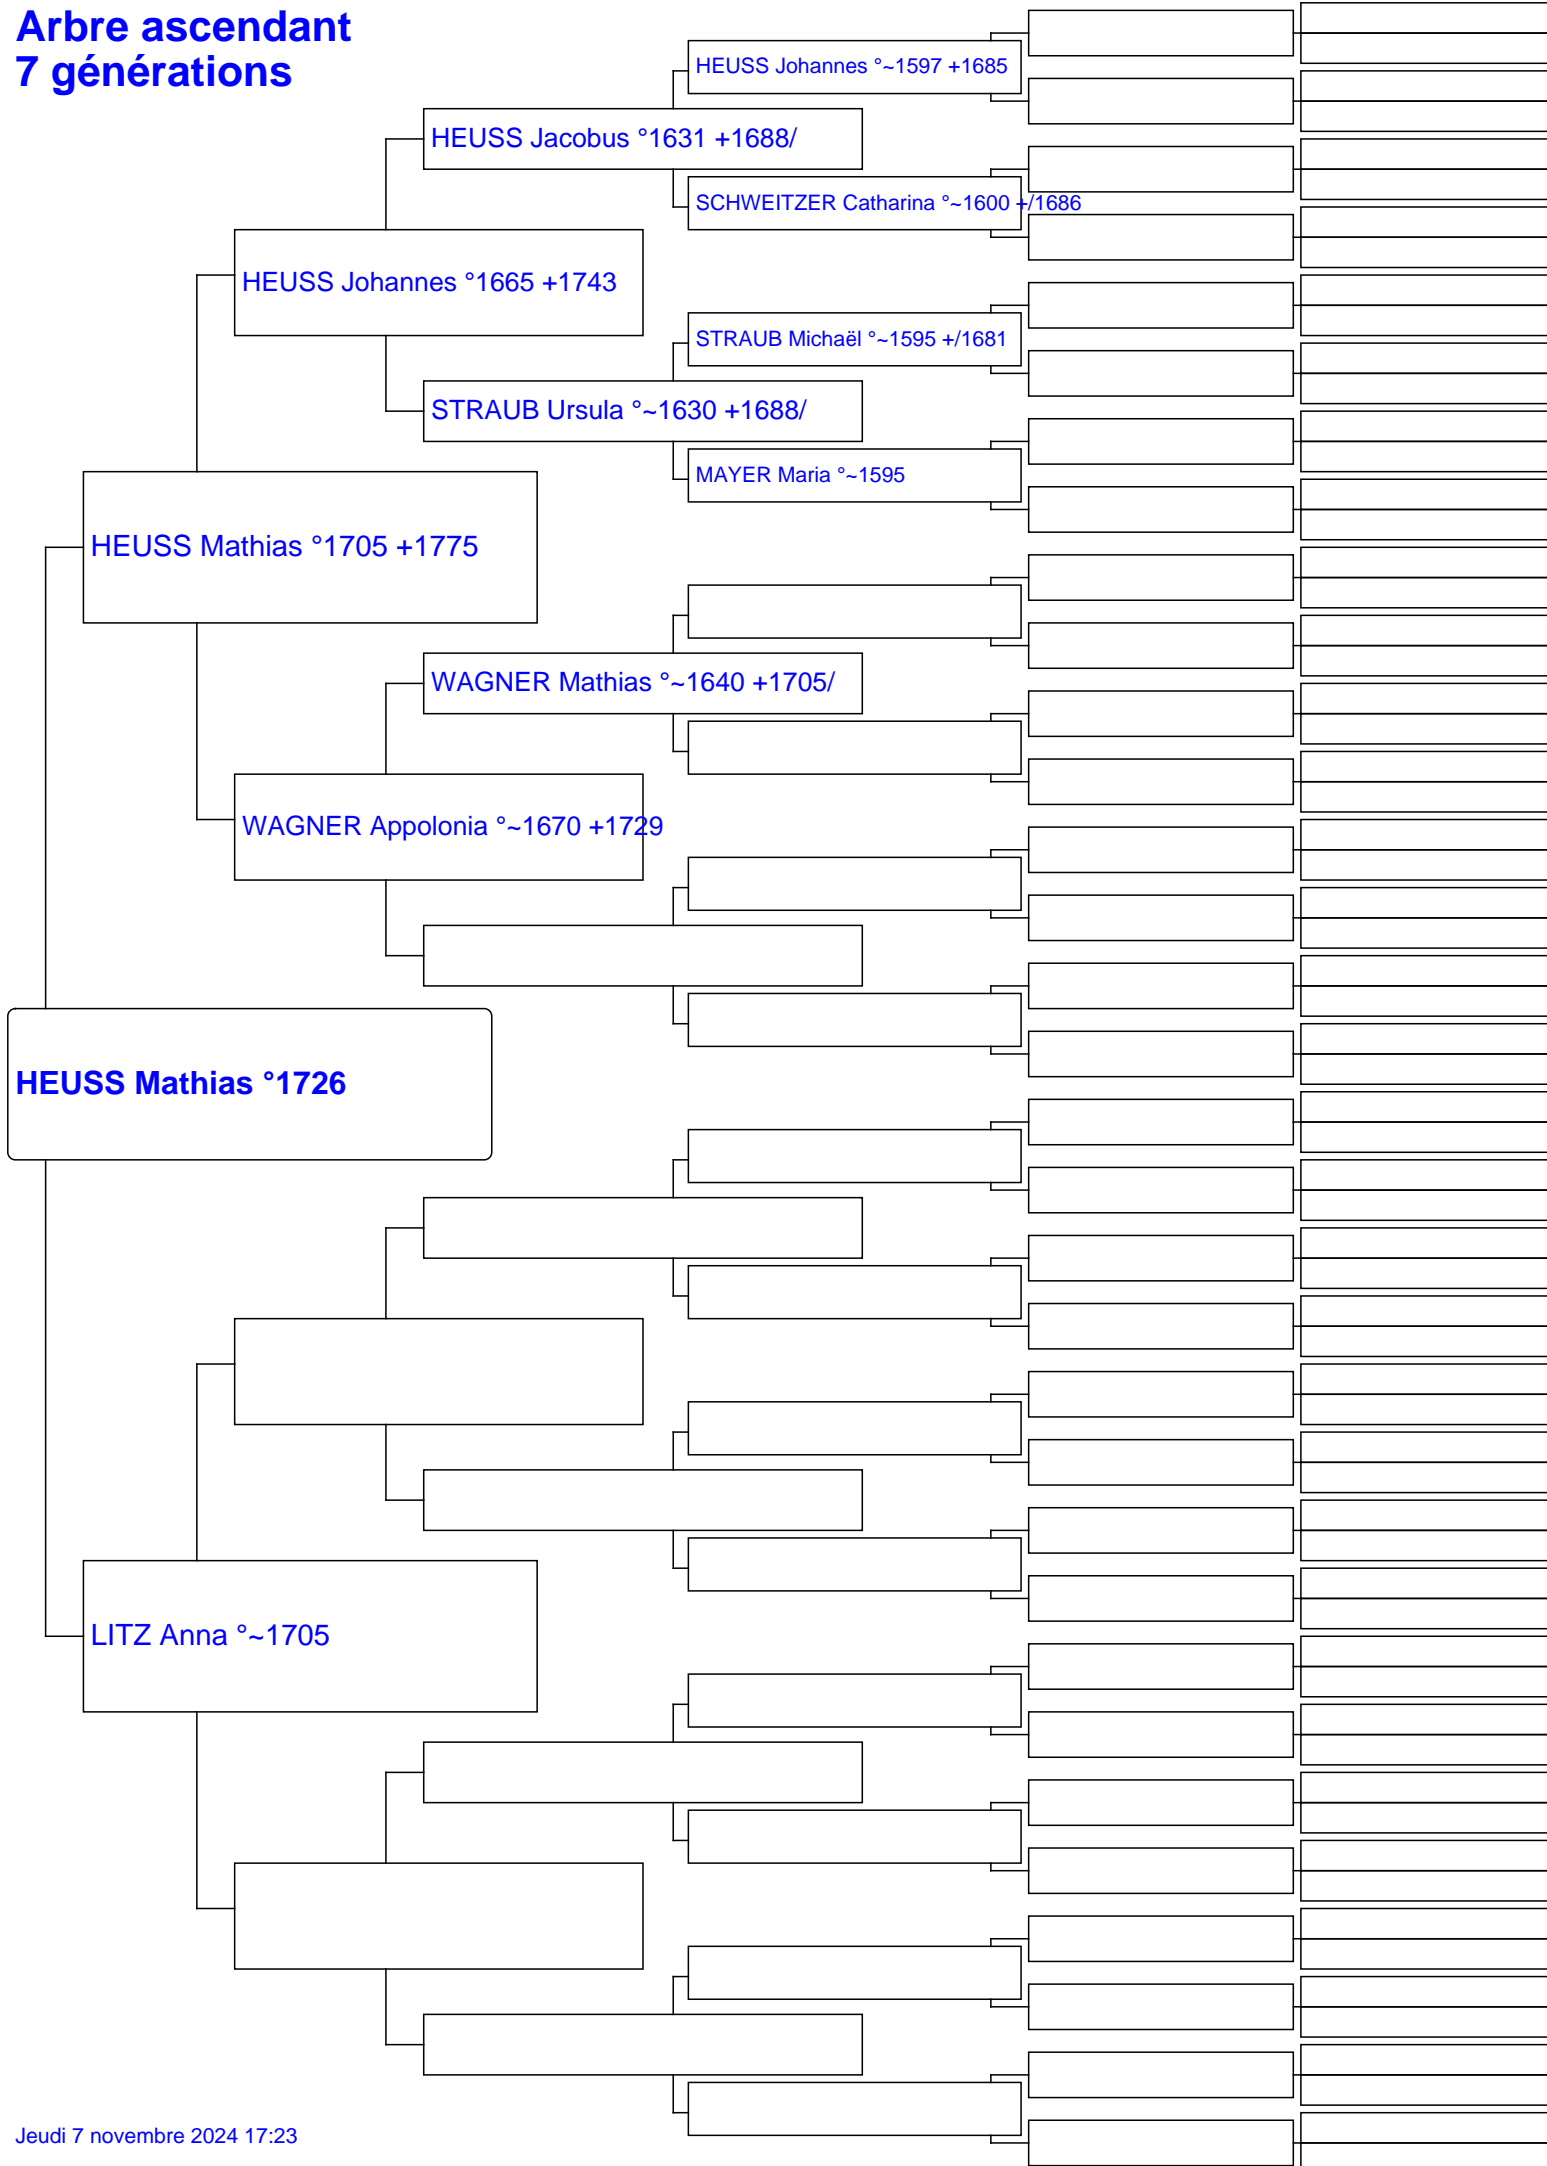 Arbre ascendant
7 générations
HEUSS Johannes °~1597 +1685
HEUSS Jacobus °1631 +1688/
SCHWEITZER Catharina °~1600 +/1686
HEUSS Johannes °1665 +1743
STRAUB Michaël °~1595 +/1681
STRAUB Ursula °~1630 +1688/
MAYER Maria °~1595
HEUSS Mathias °1705 +1775
WAGNER Mathias °~1640 +1705/
WAGNER Appolonia °~1670 +1729
HEUSS Mathias °1726
LITZ Anna °~1705
Jeudi 7 novembre 2024 17:23